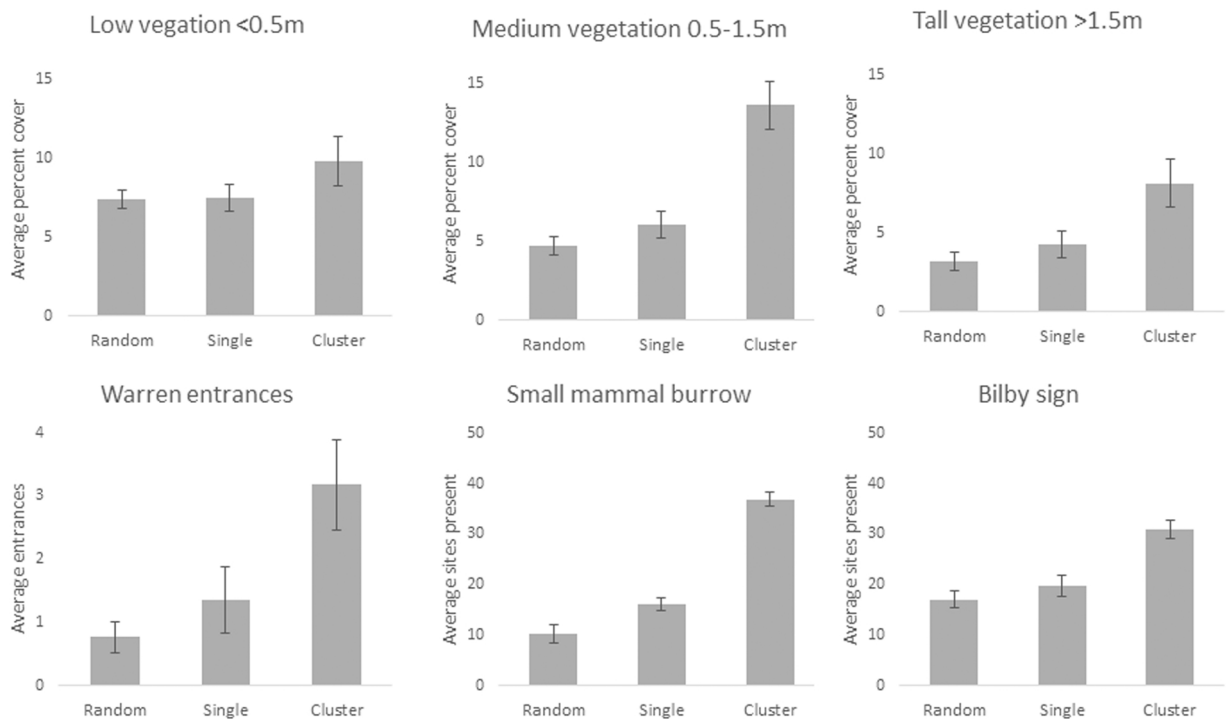 Low vegation <0.5m
Average percent cover
15
10
5
0
Random Single Cluster
Medium vegetation 0.5-1.5m
Average percent cover
15
10
5
0
Random Single Cluster
Tall vegetation >1.5m
Average percent cover
15
10
5
0
Random Single Cluster
Warren entrances
Average entrances
4
3
2
1
0
Random Single Cluster
Small mammal burrow
Average sites present
50
40
30
20
10
0
Random Single Cluster
Bilby sign
Average sites present
50
40
30
20
10
0
Random Single Cluster